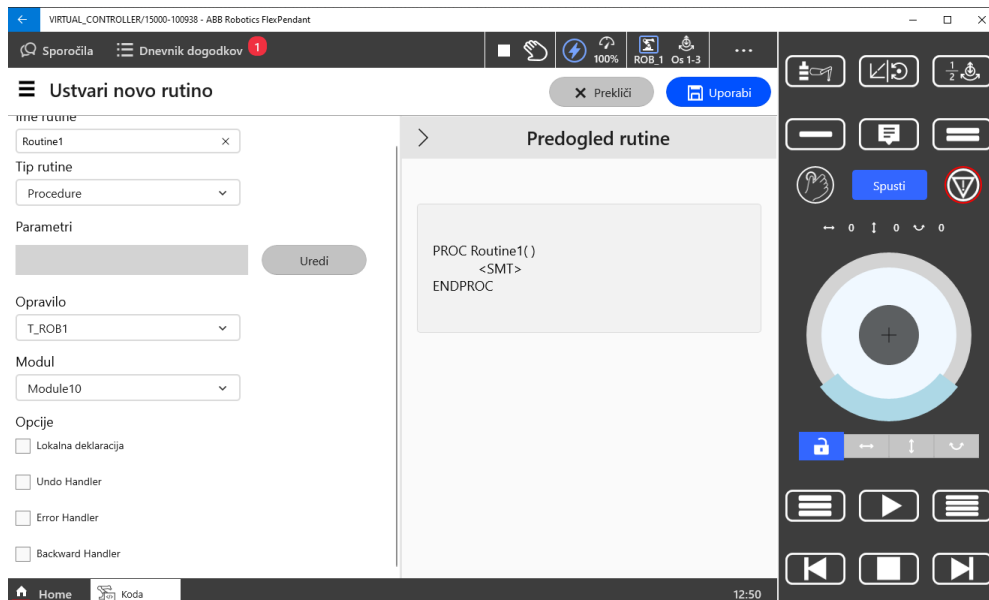 VIRTUAL_CONTROLLER/15000-100938 - ABB Robotics FlexPendant
Sporočila
Dnevnik dogodkov 1
100%
ROB_1 Os 1-3
...
1
2
Ustvari novo rutino
Prekliči
Uporabi
Ime rutine
Routine1
Tip rutine
Procedure
Parametri
Uredi
Opravilo
T_ROB1
Modul
Module10
Opcije
Lokalna deklaracija
Undo Handler
Error Handler
Backward Handler
Predogled rutine
PROC Routine1( )
<SMT>
ENDPROC
Spusti
0 0 0
Home
Koda
12:50